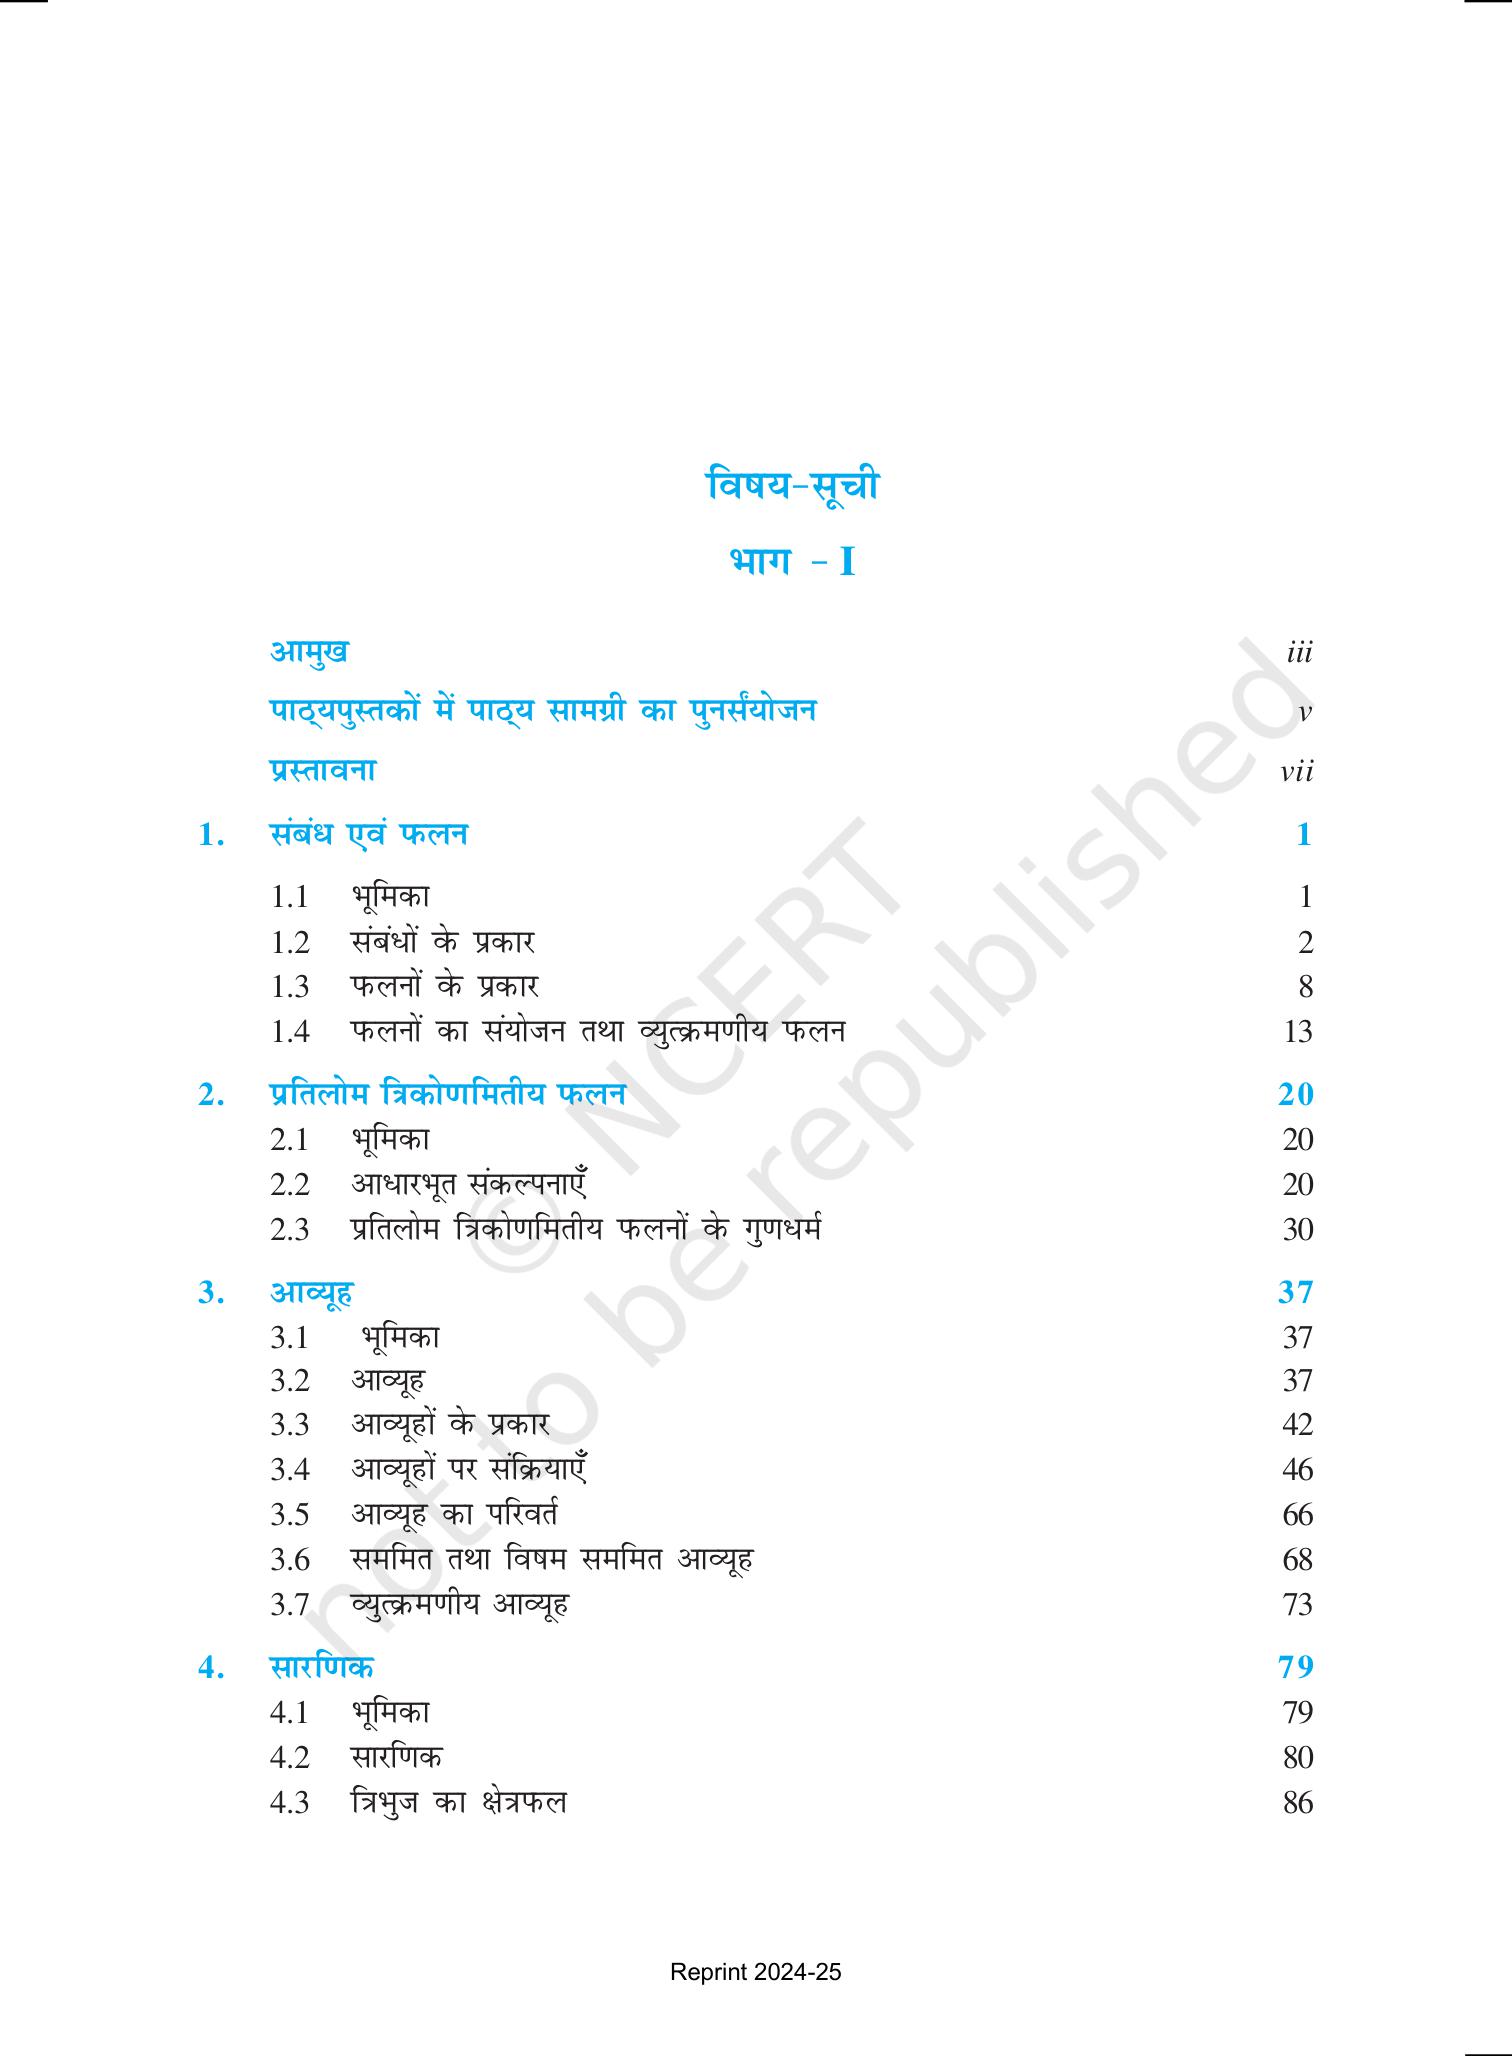 विषय-सूची
भाग - I
आमुख iii
पाठ्यपुस्तकों में पाठ्य सामग्री का पुनर्संयोजन v
प्रस्तावना vii
1. संबंध एवं फलन 1
1.1 भूमिका 1
1.2 संबंधों के प्रकार 2
1.3 फलनों के प्रकार 8
1.4 फलनों का संयोजन तथा व्युत्क्रमणीय फलन 13
2. प्रतिलोम त्रिकोणमितीय फलन 20
2.1 भूमिका 20
2.2 आधारभूत संकल्पनाएँ 20
2.3 प्रतिलोम त्रिकोणमितीय फलनों के गुणधर्म 30
3. आव्यूह 37
3.1 भूमिका 37
3.2 आव्यूह 37
3.3 आव्यूहों के प्रकार 42
3.4 आव्यूहों पर संक्रियाएँ 46
3.5 आव्यूह का परिवर्त 66
3.6 सममित तथा विषम सममित आव्यूह 68
3.7 व्युत्क्रमणीय आव्यूह 73
4. सारणिक 79
4.1 भूमिका 79
4.2 सारणिक 80
4.3 त्रिभुज का क्षेत्रफल 86
© NCERT
not to be republished
Reprint 2024-25